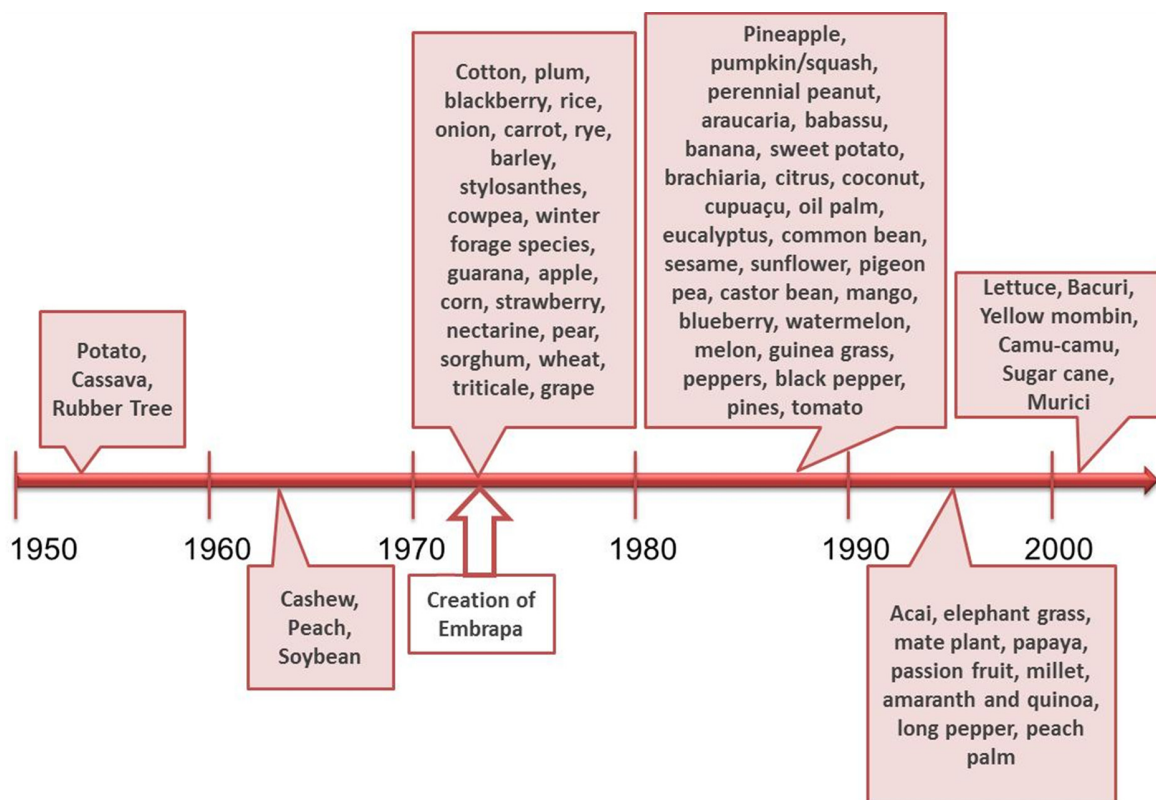 Cotton, plum,
blackberry, rice,
onion, carrot, rye,
barley,
stylosanthes,
cowpea, winter
forage species,
guarana, apple,
corn, strawberry,
nectarine, pear,
sorghum, wheat,
triticale, grape
Pineapple,
pumpkin/squash,
perennial peanut,
araucaria, babassu,
banana, sweet potato,
brachiaria, citrus, coconut,
cupuaçu, oil palm,
eucalyptus, common bean,
sesame, sunflower, pigeon
pea, castor bean, mango,
blueberry, watermelon,
melon, guinea grass,
peppers, black pepper,
pines, tomato
Lettuce, Bacuri,
Yellow mombin,
Camu-camu,
Sugar cane,
Murici
Potato,
Cassava,
Rubber Tree
1950
1960
1970
1980
1990
2000
Cashew,
Peach,
Soybean
Creation of
Embrapa
Acai, elephant grass,
mate plant, papaya,
passion fruit, millet,
amaranth and quinoa,
long pepper, peach
palm